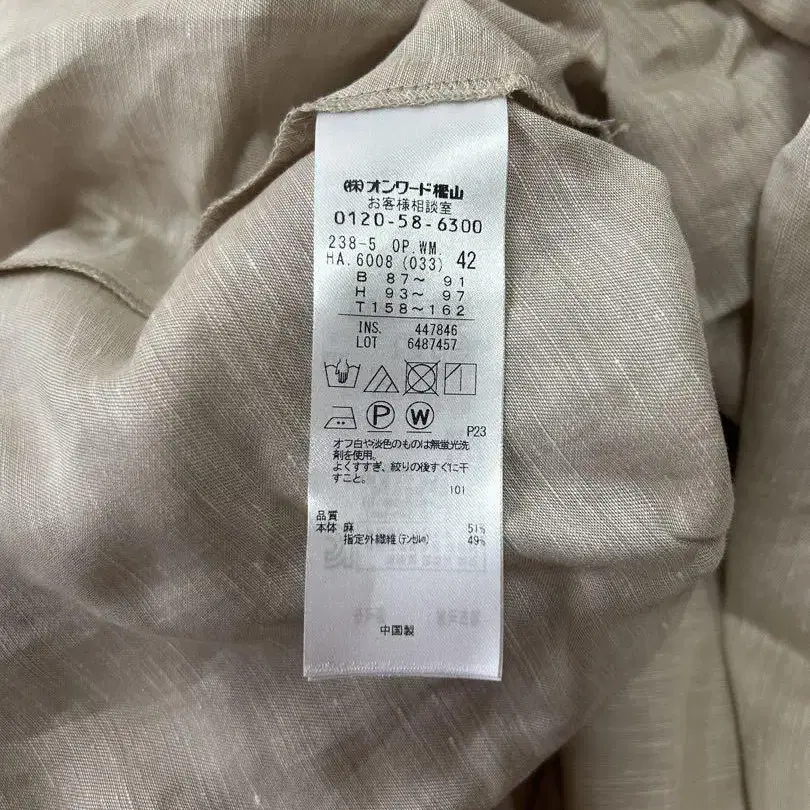 ㈱オンワード樫山
お客様相談室
0120-58-6300
238-5 OP.WM.
HA.6008 (033) 42
B 87~ 91
H 93~ 97
T158~162
INS. 447846
LOT 6487457
P W
P23
オフ白や淡色のものは無蛍光洗
剤を使用。
よくすすぎ、絞りの後すぐに干
すこと。
101
品質
本体 麻 51%
指定外繊維(テンセル®) 49%
中国製